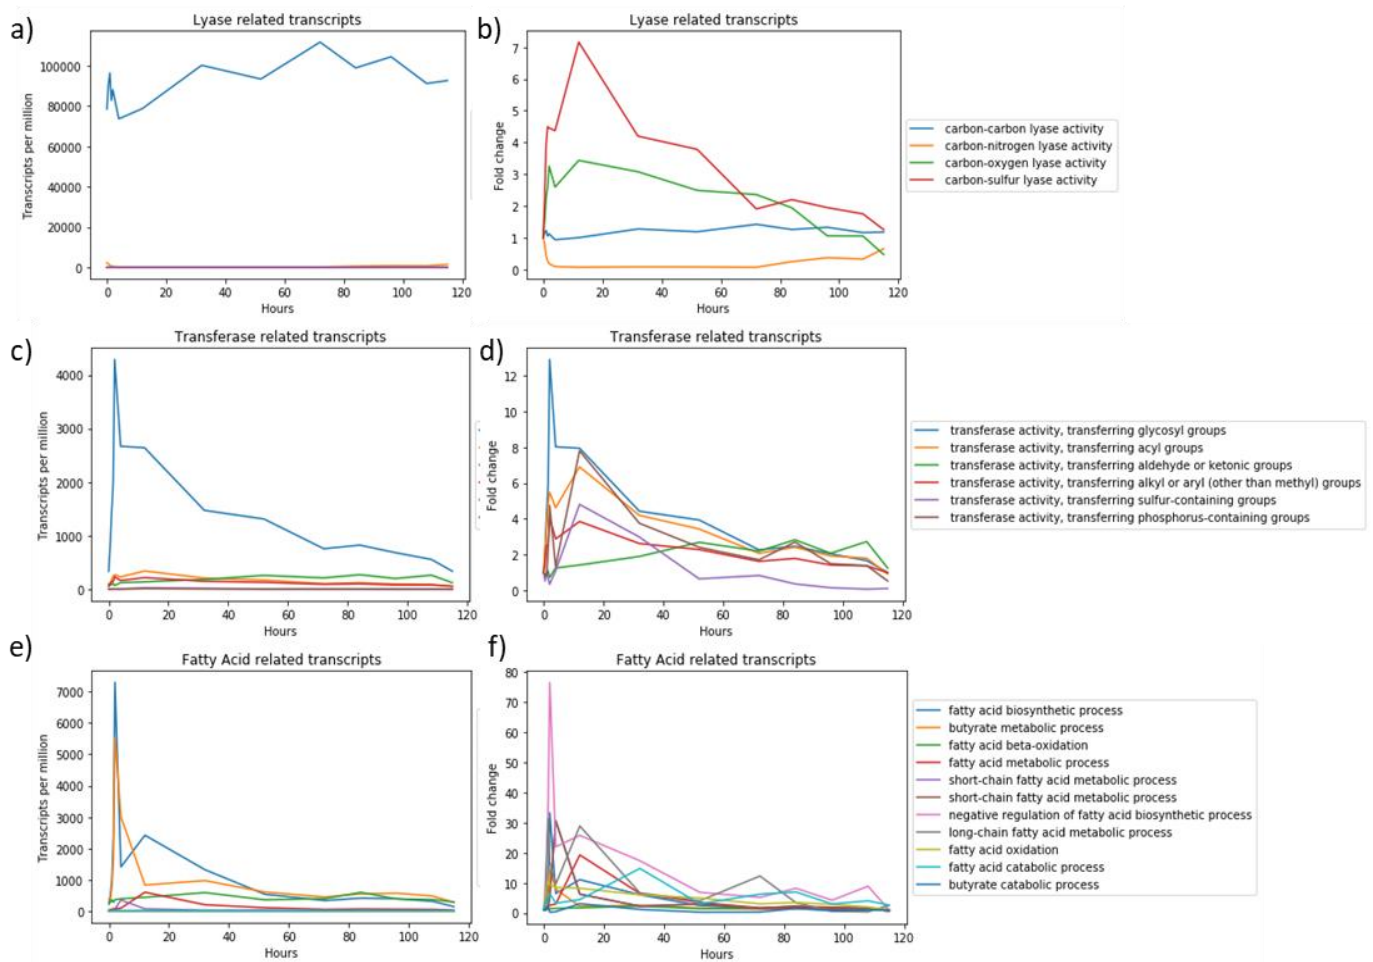 a)
Lyase related transcripts
Transcripts per million
100000
80000
60000
40000
20000
0
0 20 40 60 80 100 120
Hours
b)
Lyase related transcripts
Fold change
7
6
5
4
3
2
1
0
0 20 40 60 80 100 120
Hours
carbon-carbon lyase activity
carbon-nitrogen lyase activity
carbon-oxygen lyase activity
carbon-sulfur lyase activity
c)
Transferase related transcripts
Transcripts per million
4000
3000
2000
1000
0
0 20 40 60 80 100 120
Hours
d)
Transferase related transcripts
Fold change
12
10
8
6
4
2
0
0 20 40 60 80 100 120
Hours
transferase activity, transferring glycosyl groups
transferase activity, transferring acyl groups
transferase activity, transferring aldehyde or ketonic groups
transferase activity, transferring alkyl or aryl (other than methyl) groups
transferase activity, transferring sulfur-containing groups
transferase activity, transferring phosphorus-containing groups
e)
Fatty Acid related transcripts
Transcripts per million
7000
6000
5000
4000
3000
2000
1000
0
0 20 40 60 80 100 120
Hours
f)
Fatty Acid related transcripts
Fold change
80
70
60
50
40
30
20
10
0
0 20 40 60 80 100 120
Hours
fatty acid biosynthetic process
butyrate metabolic process
fatty acid beta-oxidation
fatty acid metabolic process
short-chain fatty acid metabolic process
short-chain fatty acid metabolic process
negative regulation of fatty acid biosynthetic process
long-chain fatty acid metabolic process
fatty acid oxidation
fatty acid catabolic process
butyrate catabolic process